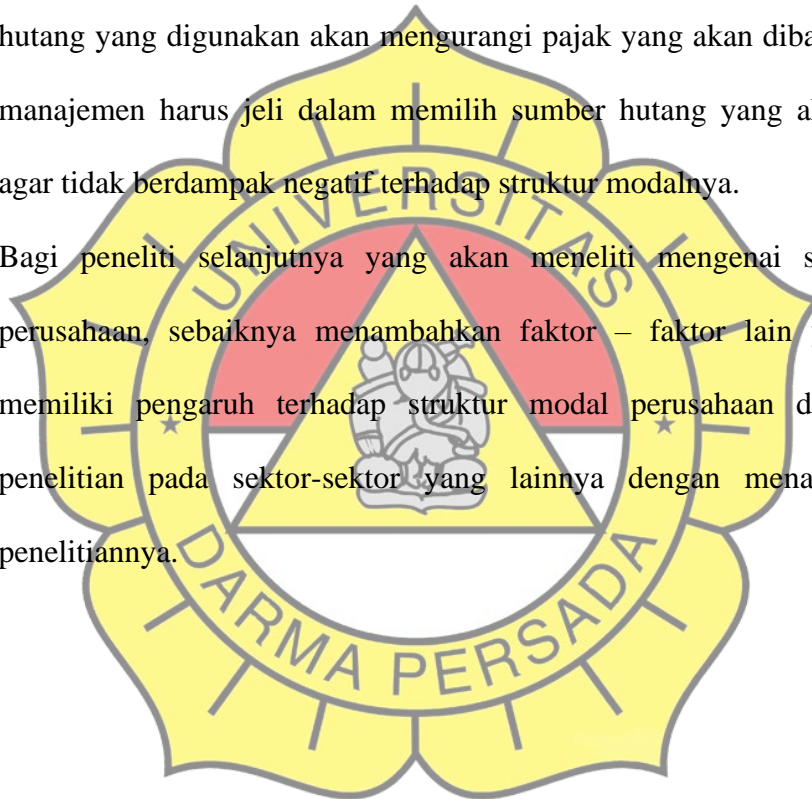 hutang yang digunakan akan mengurangi pajak yang akan diba
manajemen harus jeli dalam memilih sumber hutang yang a
agar tidak berdampak negatif terhadap struktur modalnya.
Bagi peneliti selanjutnya yang akan meneliti mengenai s
perusahaan, sebaiknya menambahkan faktor – faktor lain
memiliki pengaruh terhadap struktur modal perusahaan d
penelitian pada sektor-sektor yang lainnya dengan mena
penelitiannya.
UNIVERSITAS
DARMA PERSADA